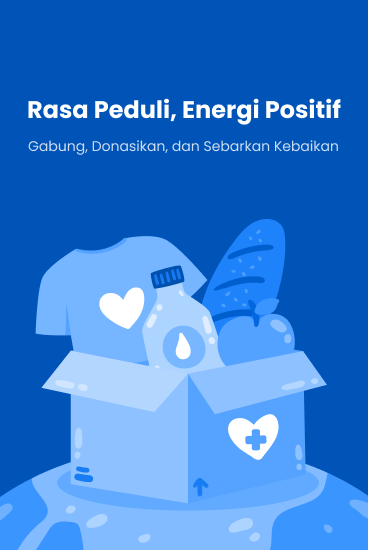 Rasa Peduli, Energi Positif
Gabung, Donasikan, dan Sebarkan Kebaikan